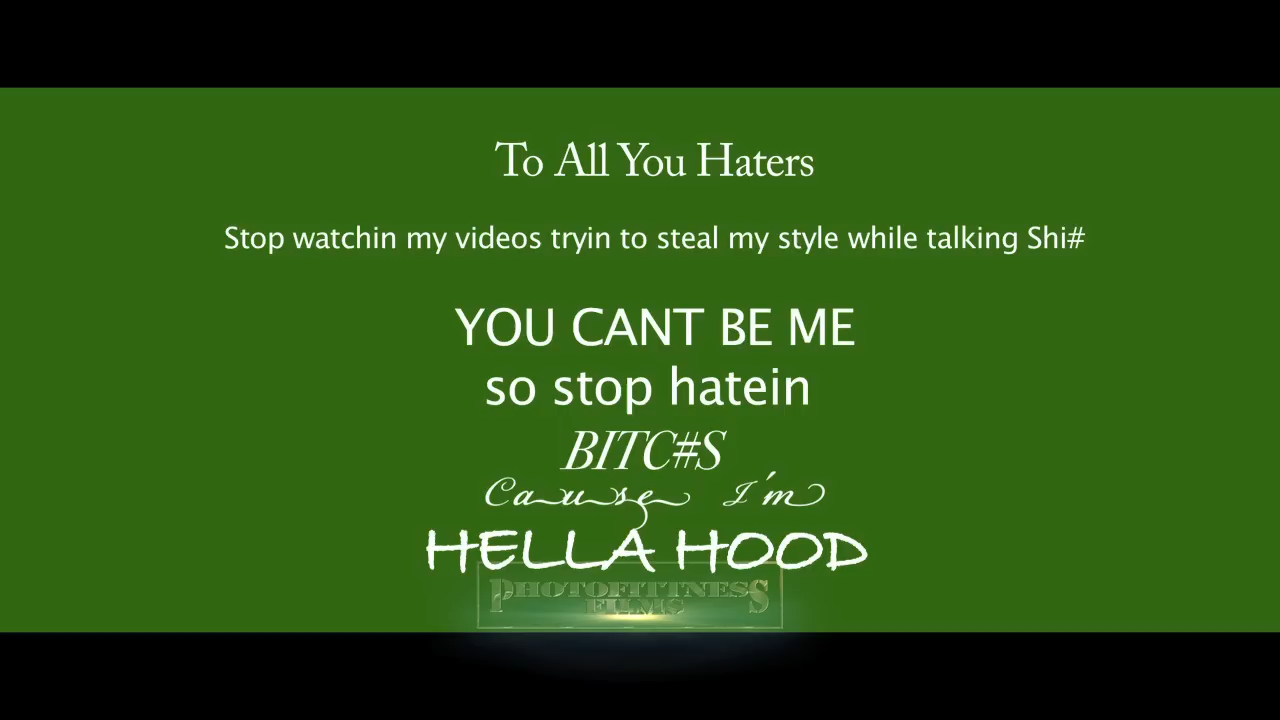 To All You Haters
Stop watchin my videos tryin to steal my style while talking Shi#
YOU CANT BE ME
so stop hatein
BITC#S
Cause I'm
HELLA HOOD
PHOTOFITTNESS
FILMS